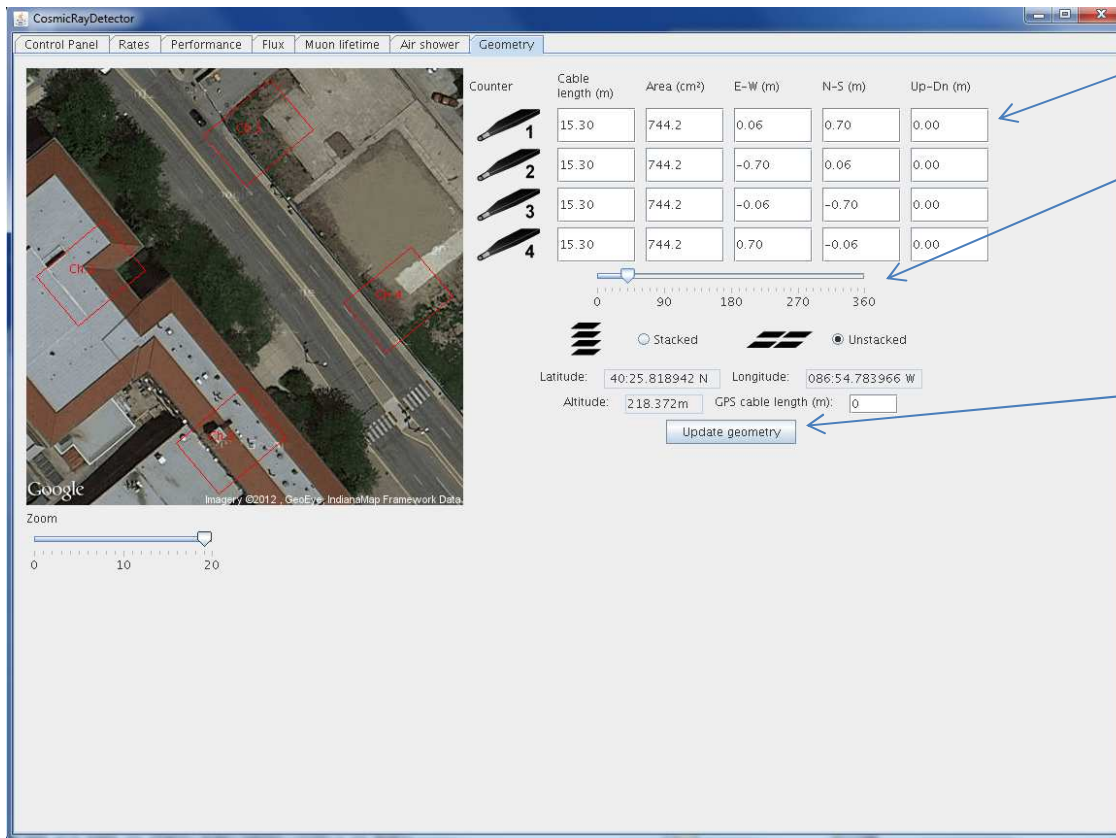 CosmicRayDetector
Control Panel Rates Performance Flux Muon lifetime Air shower Geometry
Counter Cable length (m) Area (cm²) E-W (m) N-S (m) Up-Dn (m)
1 15.30 744.2 0.06 0.70 0.00
2 15.30 744.2 -0.70 0.06 0.00
3 15.30 744.2 -0.06 -0.70 0.00
4 15.30 744.2 0.70 -0.06 0.00
0 90 180 270 360
Stacked Unstacked
Latitude: 40:25.818942 N Longitude: 086:54.783966 W
Altitude: 218.372m GPS cable length (m): 0
Update geometry
Google
Imagery ©2012 , GeoEye, IndianaMap Framework Data
Zoom
0 10 20